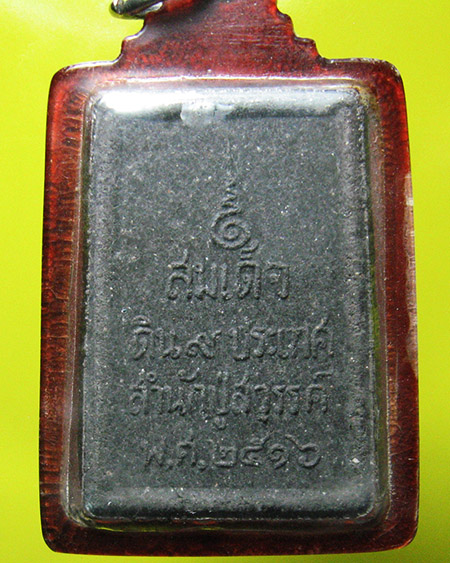 สมเด็จ
ดิน ๙ ประเทศ
สำนักปู่สวรรค์
พ.ศ.๒๕๑๖